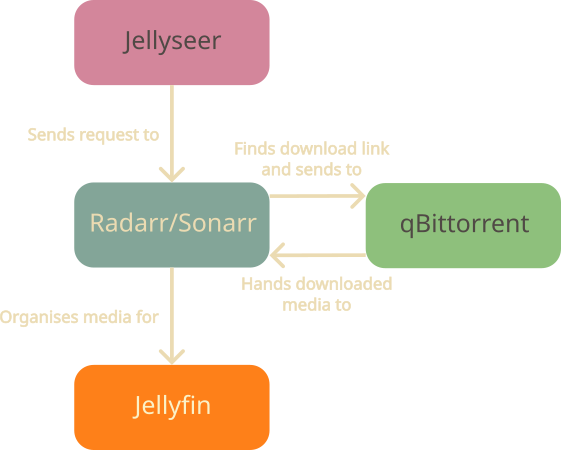 Jellyseer
Sends request to
Finds download link
and sends to
Radarr/Sonarr
qBittorrent
Hands downloaded
media to
Organises media for
Jellyfin